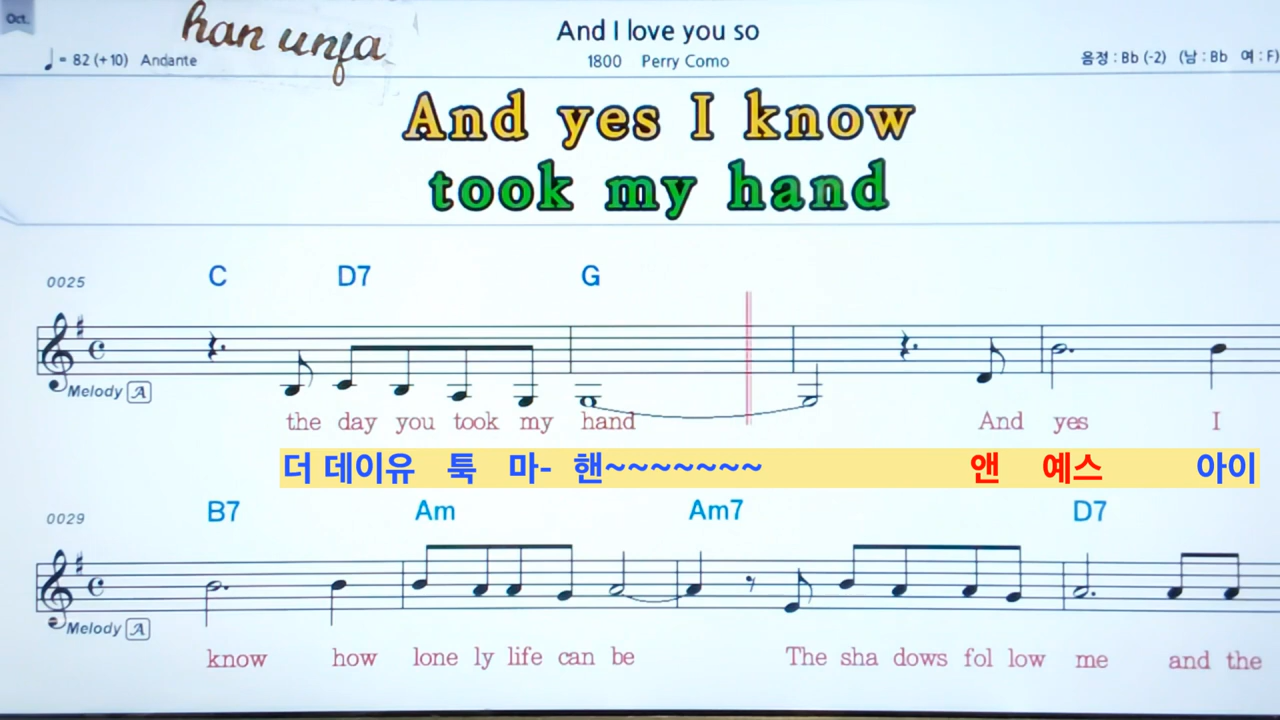 Oct.
han unfa
And I love you so
♩ = 82 (+10) Andante
1800 Perry Como
음정 : Bb (-2) (남 : Bb 여 : F)
And yes I know
took my hand
0025 C D7 G
Melody A
the day you took my hand And yes I
더 데이유 툭 마- 핸~~~~~~~ 앤 예스 아이
0029 B7 Am Am7 D7
Melody A
know how lone ly life can be The sha dows fol low me and the